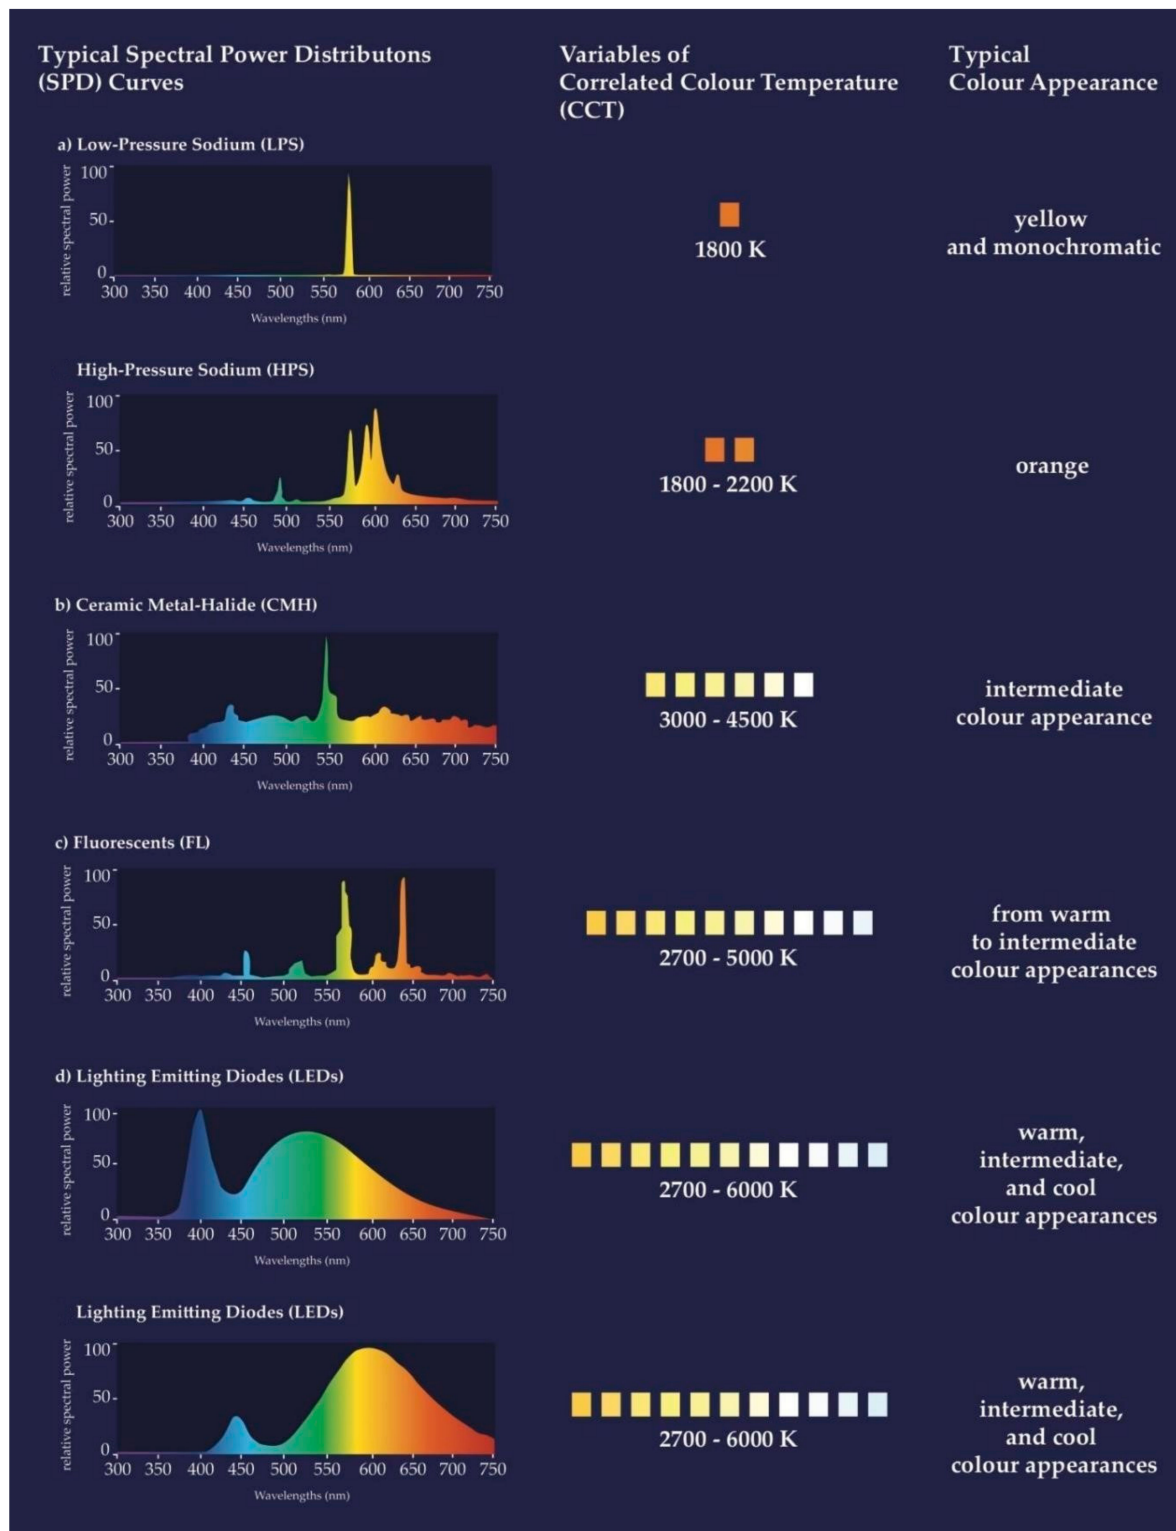 Typical Spectral Power Distributons
(SPD) Curves
Variables of
Correlated Colour Temperature
(CCT)
Typical
Colour Appearance
a) Low-Pressure Sodium (LPS)
relative spectral power
100
50
0
300 350 400 450 500 550 600 650 700 750
Wavelengths (nm)
1800 K
yellow
and monochromatic
High-Pressure Sodium (HPS)
relative spectral power
100
50
0
300 350 400 450 500 550 600 650 700 750
Wavelengths (nm)
1800 - 2200 K
orange
b) Ceramic Metal-Halide (CMH)
relative spectral power
100
50
0
300 350 400 450 500 550 600 650 700 750
Wavelengths (nm)
3000 - 4500 K
intermediate
colour appearance
c) Fluorescents (FL)
relative spectral power
100
50
0
300 350 400 450 500 550 600 650 700 750
Wavelengths (nm)
2700 - 5000 K
from warm
to intermediate
colour appearances
d) Lighting Emitting Diodes (LEDs)
relative spectral power
100
50
0
300 350 400 450 500 550 600 650 700 750
Wavelengths (nm)
2700 - 6000 K
warm,
intermediate,
and cool
colour appearances
Lighting Emitting Diodes (LEDs)
relative spectral power
100
50
0
300 350 400 450 500 550 600 650 700 750
Wavelengths (nm)
2700 - 6000 K
warm,
intermediate,
and cool
colour appearances